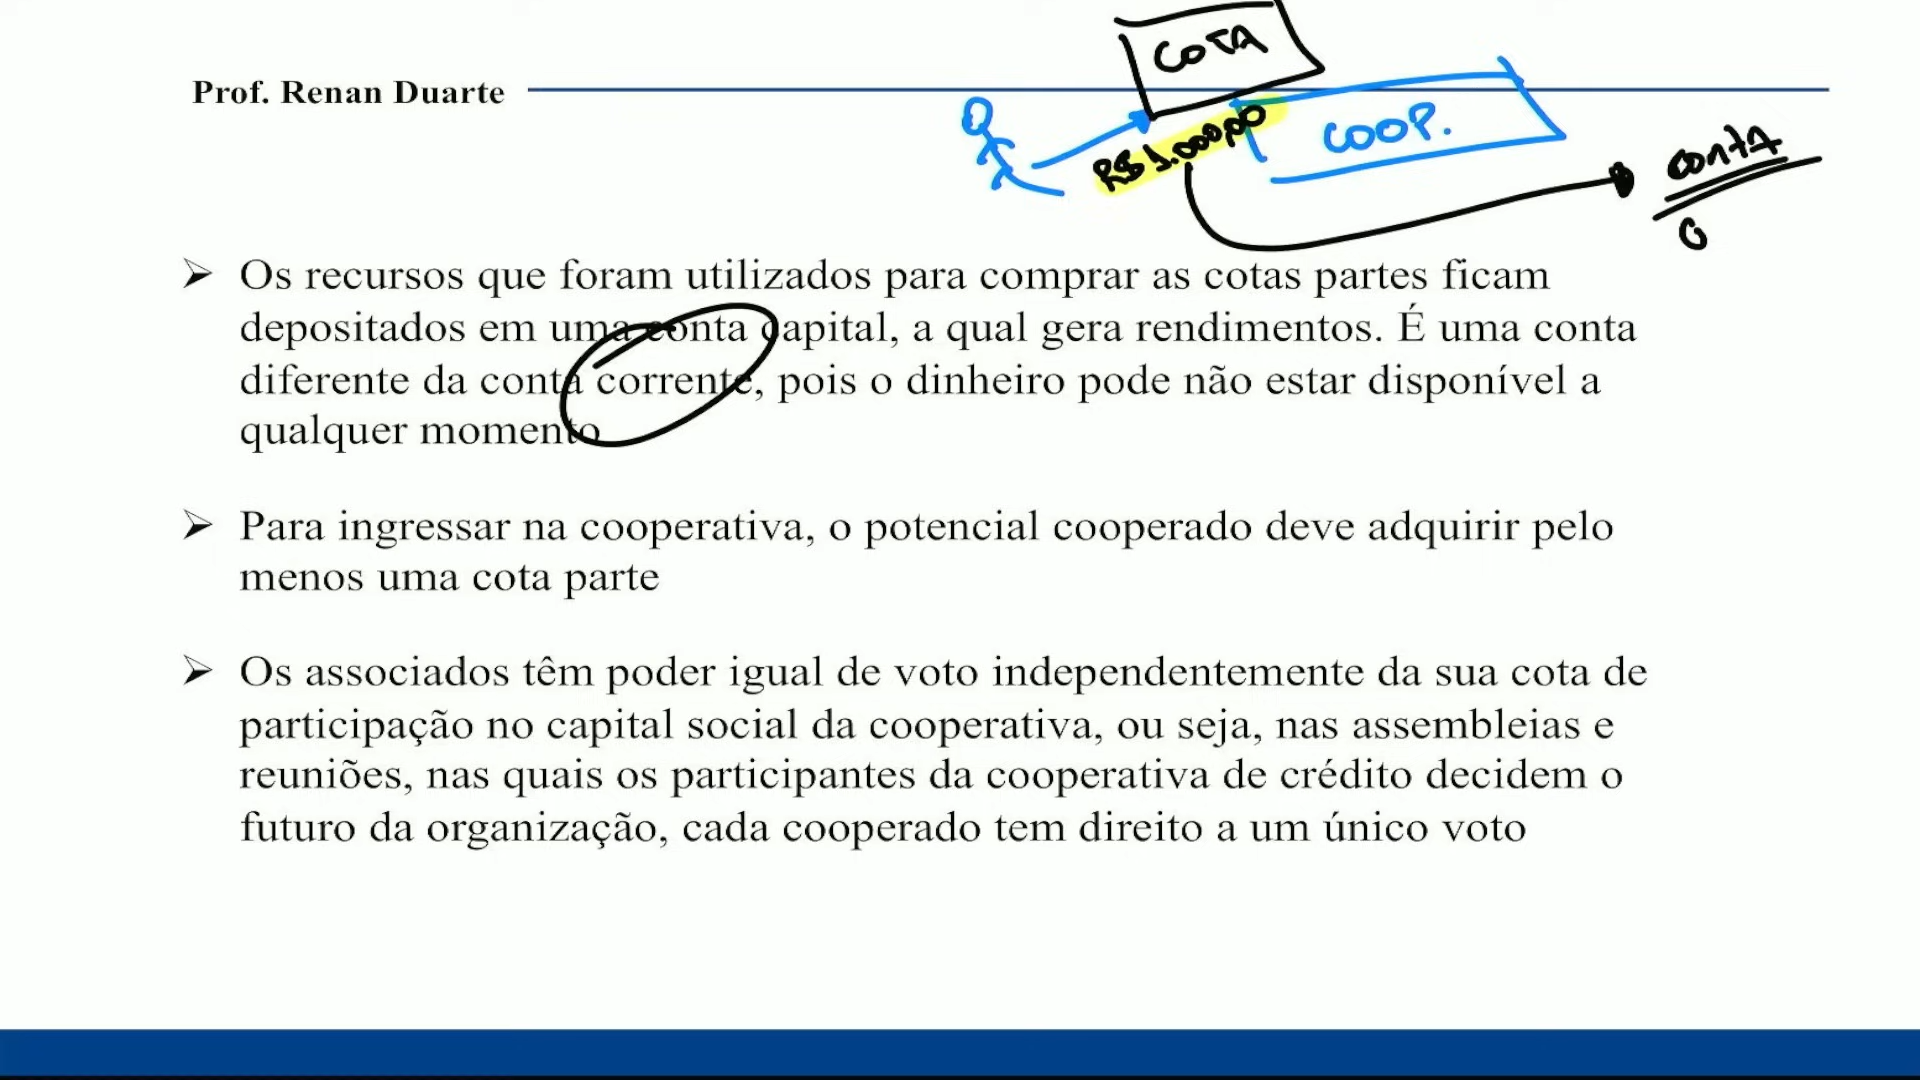 COTA
Prof. Renan Duarte
COOP.
R$ 1.000,00
CONTA
➢ Os recursos que foram utilizados para comprar as cotas partes ficam
depositados em uma conta capital, a qual gera rendimentos. É uma conta
diferente da conta corrente, pois o dinheiro pode não estar disponível a
qualquer momento
➢ Para ingressar na cooperativa, o potencial cooperado deve adquirir pelo
menos uma cota parte
➢ Os associados têm poder igual de voto independentemente da sua cota de
participação no capital social da cooperativa, ou seja, nas assembleias e
reuniões, nas quais os participantes da cooperativa de crédito decidem o
futuro da organização, cada cooperado tem direito a um único voto